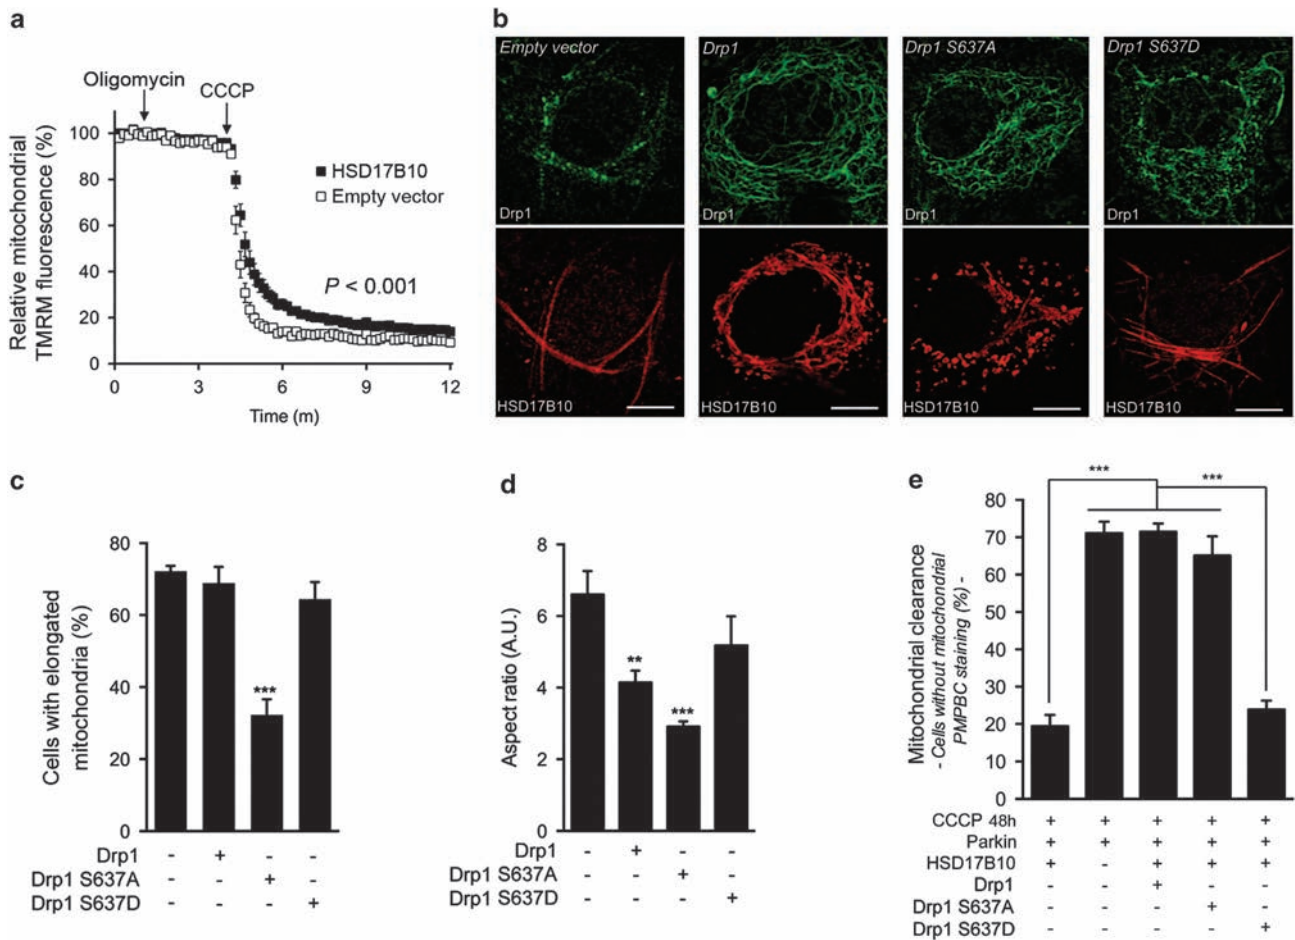 a
Oligomycin
CCCP
100
80
60
40
20
0
HSD17B10
Empty vector
P < 0.001
Relative mitochondrial
TMRM fluorescence (%)
0 3 6 9 12
Time (m)
b
Empty vector Drp1 Drp1 S637A Drp1 S637D
Drp1 Drp1 Drp1 Drp1
HSD17B10 HSD17B10 HSD17B10 HSD17B10
c
Cells with elongated
mitochondria (%)
80
60
40
20
0
***
Drp1 - + - -
Drp1 S637A - - + -
Drp1 S637D - - - +
d
Aspect ratio (A.U.)
8
6
4
2
0
**
***
Drp1 - + - -
Drp1 S637A - - + -
Drp1 S637D - - - +
e
Mitochondrial clearance
- Cells without mitochondrial
PMPBC staining (%) -
80
70
60
50
40
30
20
10
0
***
***
CCCP 48h + + + + +
Parkin + + + + +
HSD17B10 + - + + +
Drp1 - - + - -
Drp1 S637A - - - + -
Drp1 S637D - - - - +